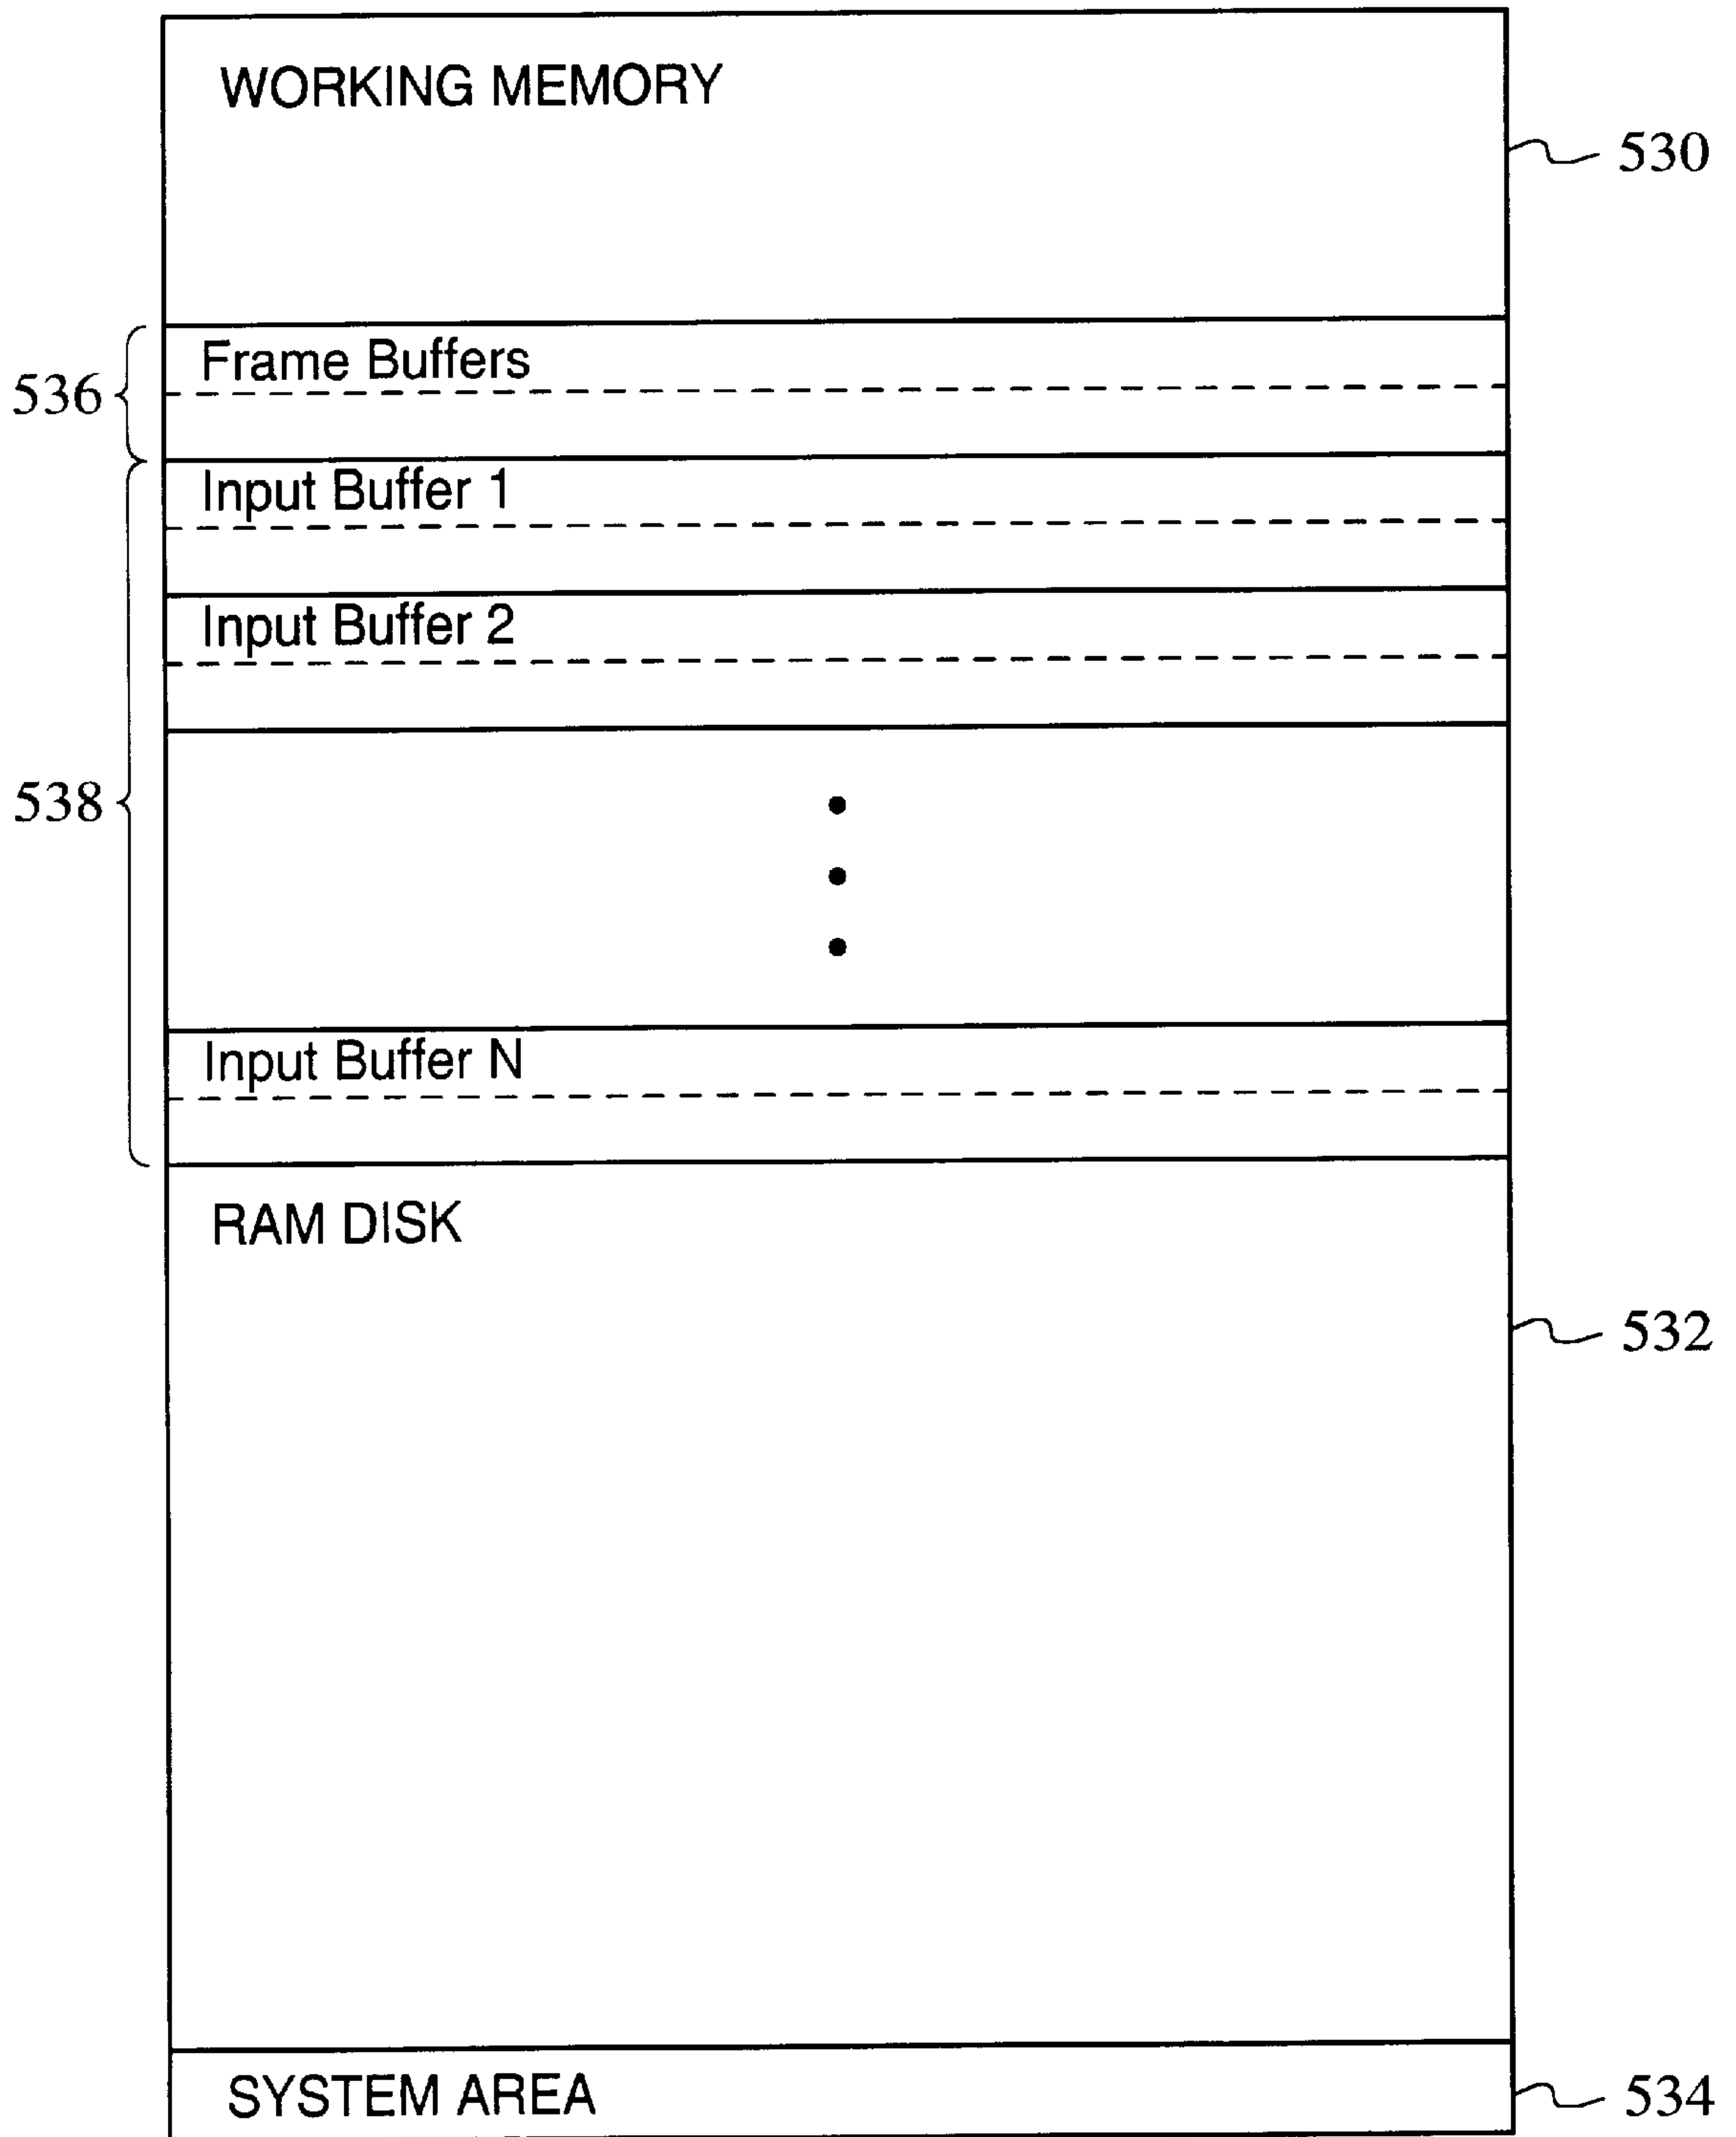 WORKING MEMORY
530
Frame Buffers
536
Input Buffer 1
Input Buffer 2
538
Input Buffer N
RAM DISK
532
SYSTEM AREA
534